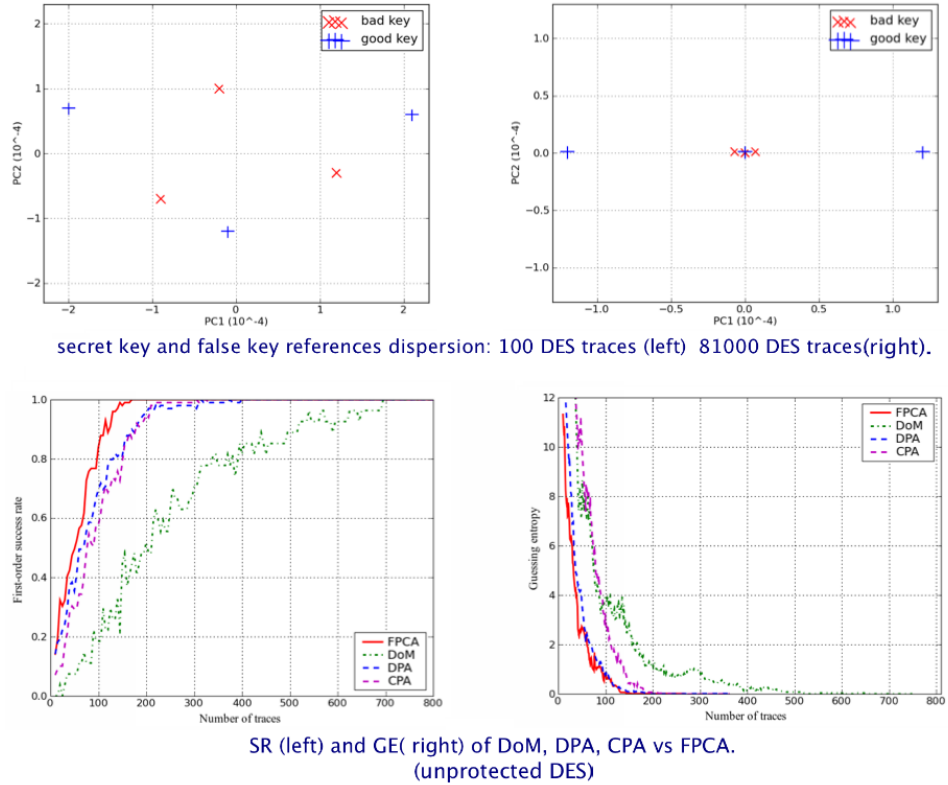 bad key
good key
2
1
0
−1
−2
PC2 (10^-4)
−2
−1
0
1
2
PC1 (10^-4)
bad key
good key
1.0
0.5
0.0
−0.5
−1.0
PC2 (10^-4)
−1.0
−0.5
0.0
0.5
1.0
PC1 (10^-4)
secret key and false key references dispersion: 100 DES traces (left) 81000 DES traces(right).
1.0
0.8
0.6
0.4
0.2
0.0
First-order success rate
FPCA
DoM
DPA
CPA
0
100
200
300
400
500
600
700
800
Number of traces
12
10
8
6
4
2
0
Guessing entropy
FPCA
DoM
DPA
CPA
0
100
200
300
400
500
600
700
800
Number of traces
SR (left) and GE( right) of DoM, DPA, CPA vs FPCA.
(unprotected DES)